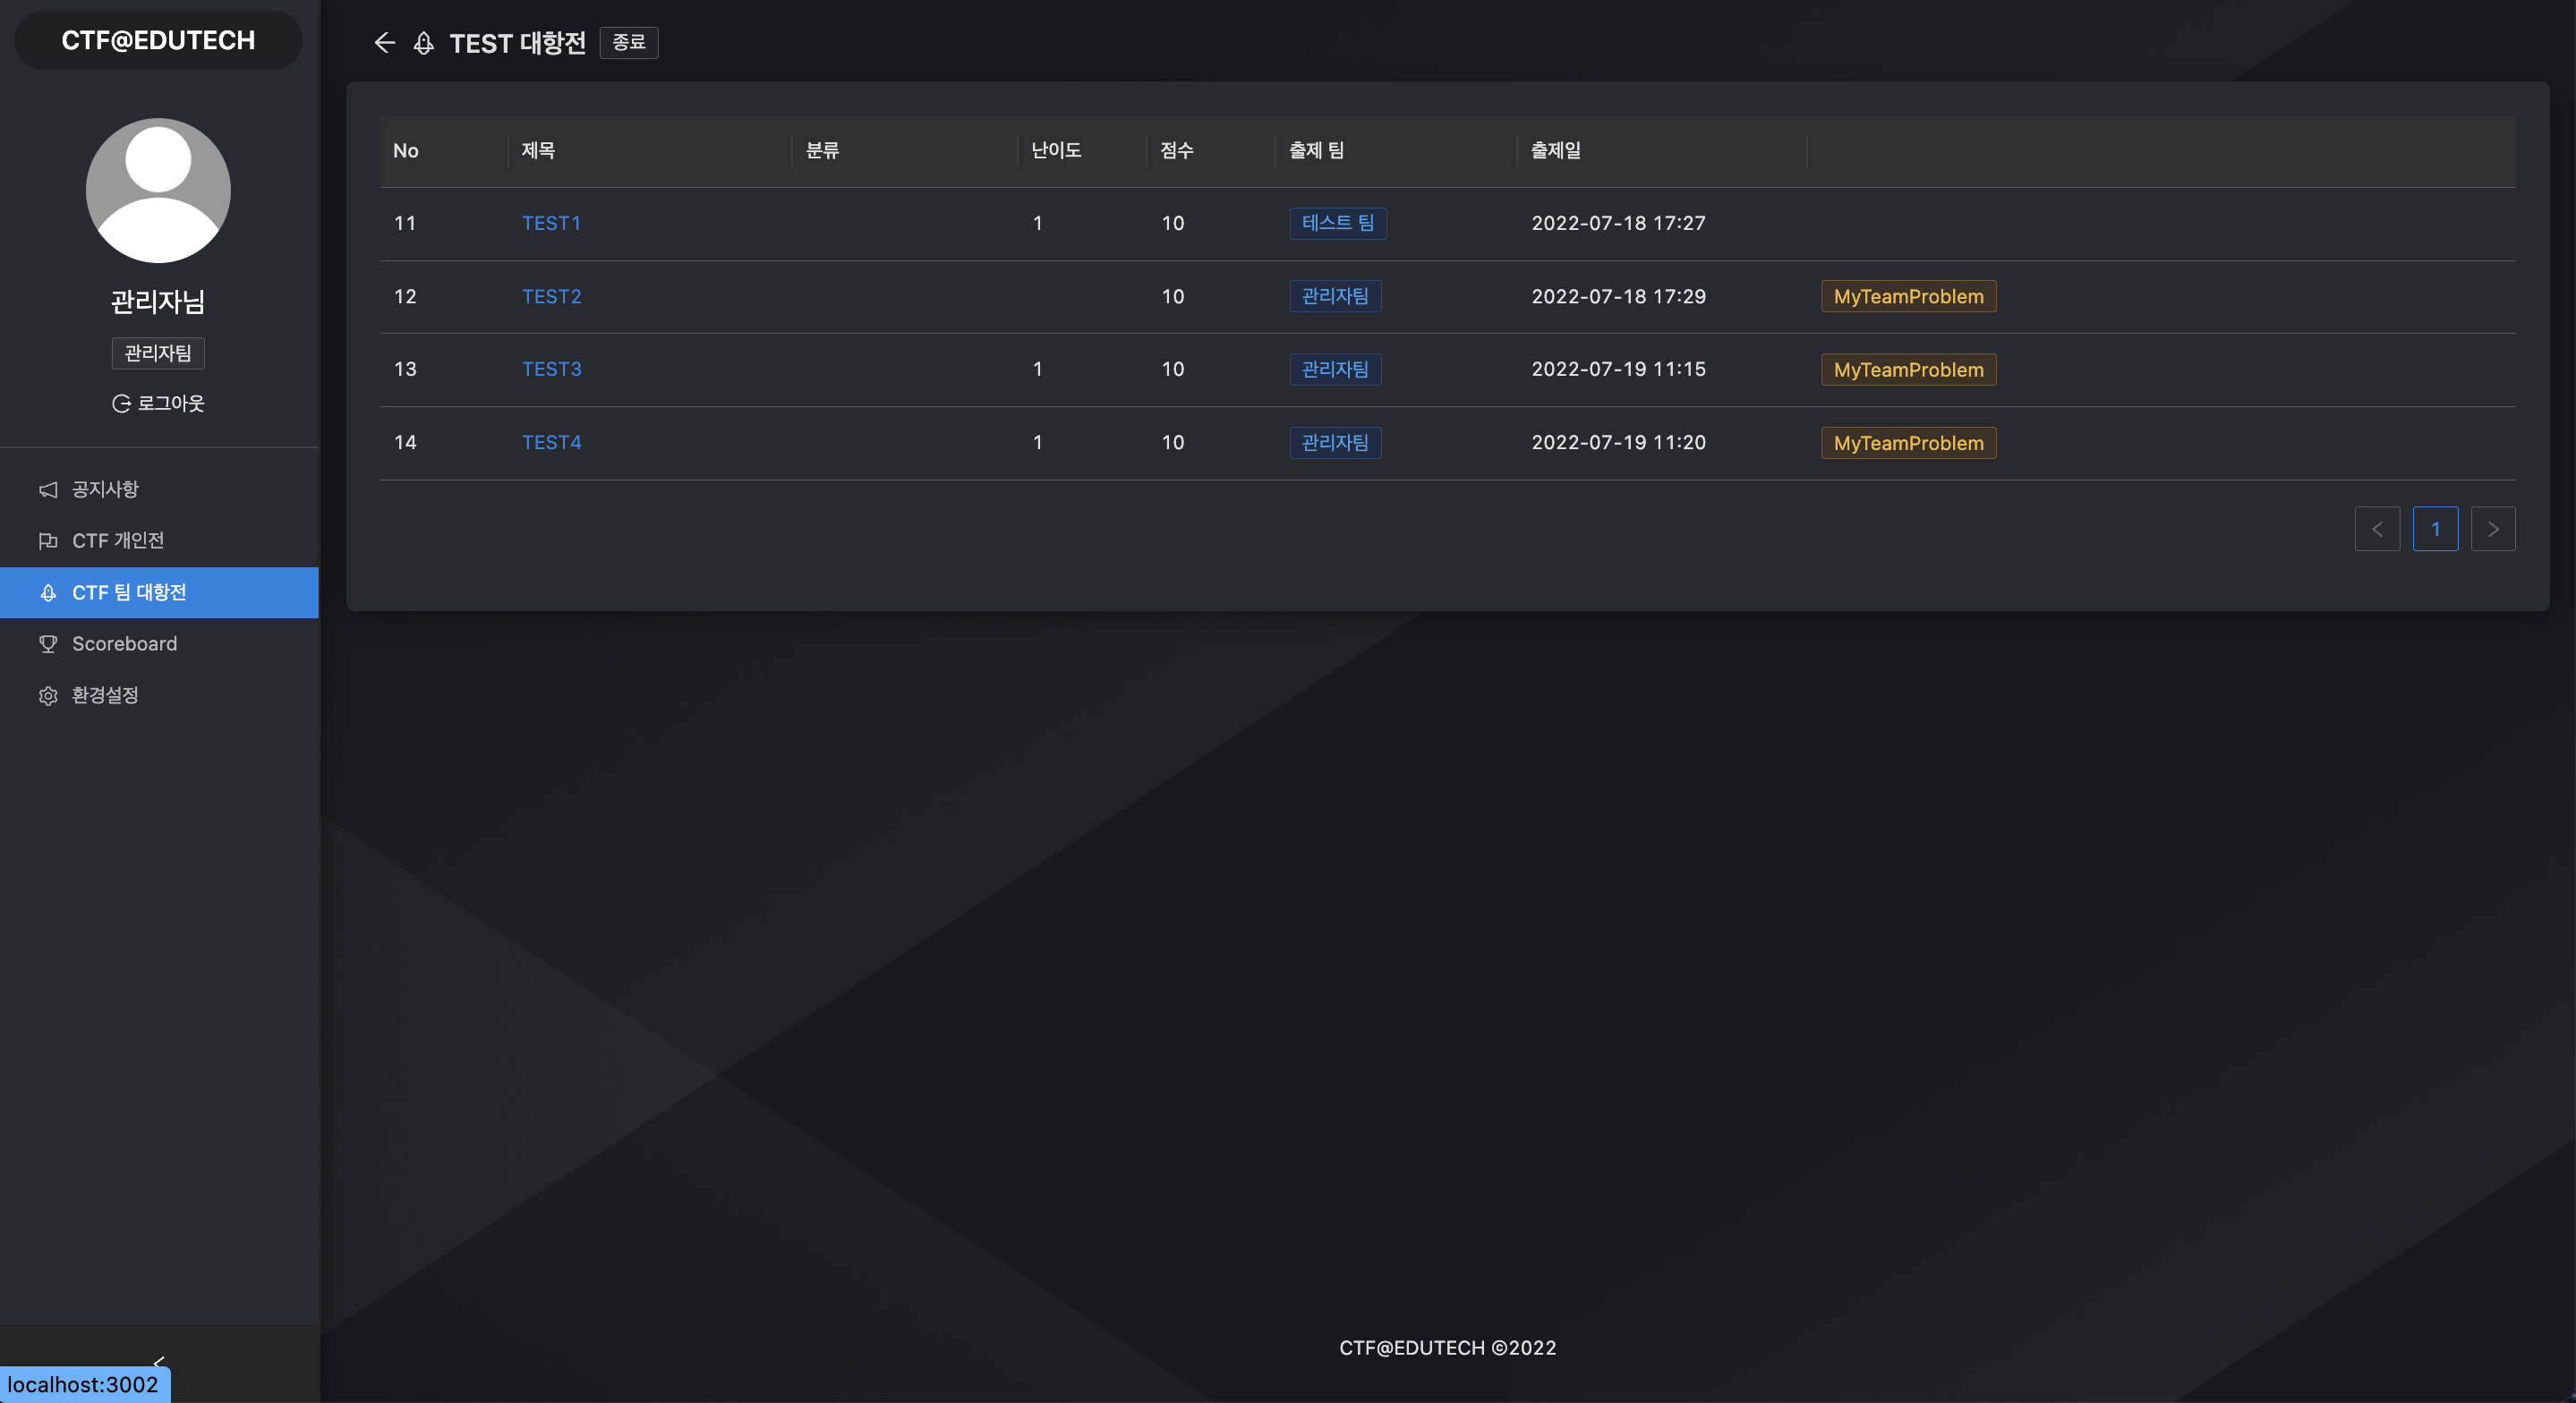 CTF@EDUTECH
관리자님
관리자팀
로그아웃
공지사항
CTF 개인전
CTF 팀 대항전
Scoreboard
환경설정
localhost:3002
TEST 대항전 종료
No 제목 분류 난이도 점수 출제 팀 출제일
11 TEST1 1 10 테스트 팀 2022-07-18 17:27
12 TEST2 10 관리자팀 2022-07-18 17:29 MyTeamProblem
13 TEST3 1 10 관리자팀 2022-07-19 11:15 MyTeamProblem
14 TEST4 1 10 관리자팀 2022-07-19 11:20 MyTeamProblem
1
CTF@EDUTECH ©2022